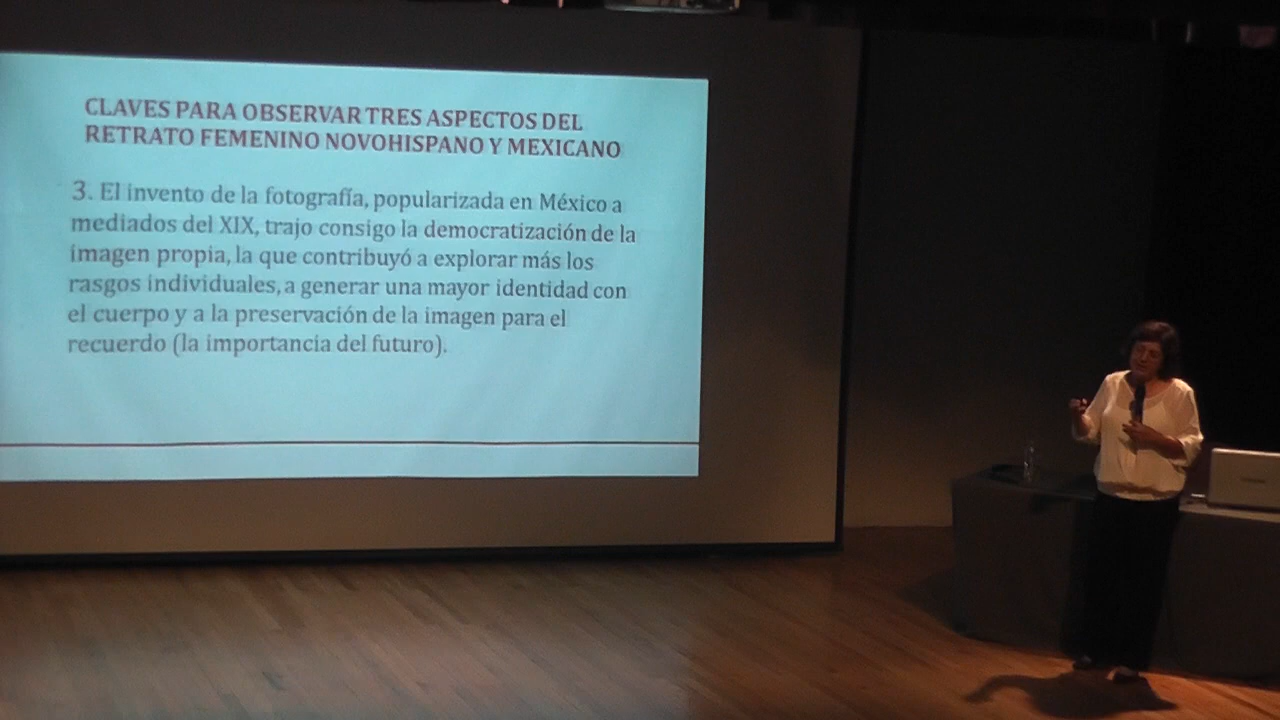 CLAVES PARA OBSERVAR TRES ASPECTOS DEL
RETRATO FEMENINO NOVOHISPANO Y MEXICANO
3. El invento de la fotografía, popularizada en México a
mediados del XIX, trajo consigo la democratización de la
imagen propia, la que contribuyó a explorar más los
rasgos individuales, a generar una mayor identidad con
el cuerpo y a la preservación de la imagen para el
recuerdo (la importancia del futuro).